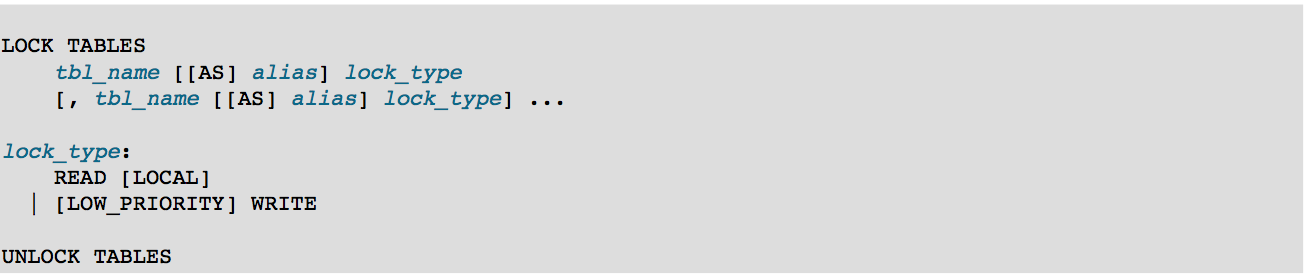 LOCK TABLES
    tbl_name [[AS] alias] lock_type
    [, tbl_name [[AS] alias] lock_type] ...
lock_type:
    READ [LOCAL]
  | [LOW_PRIORITY] WRITE
UNLOCK TABLES